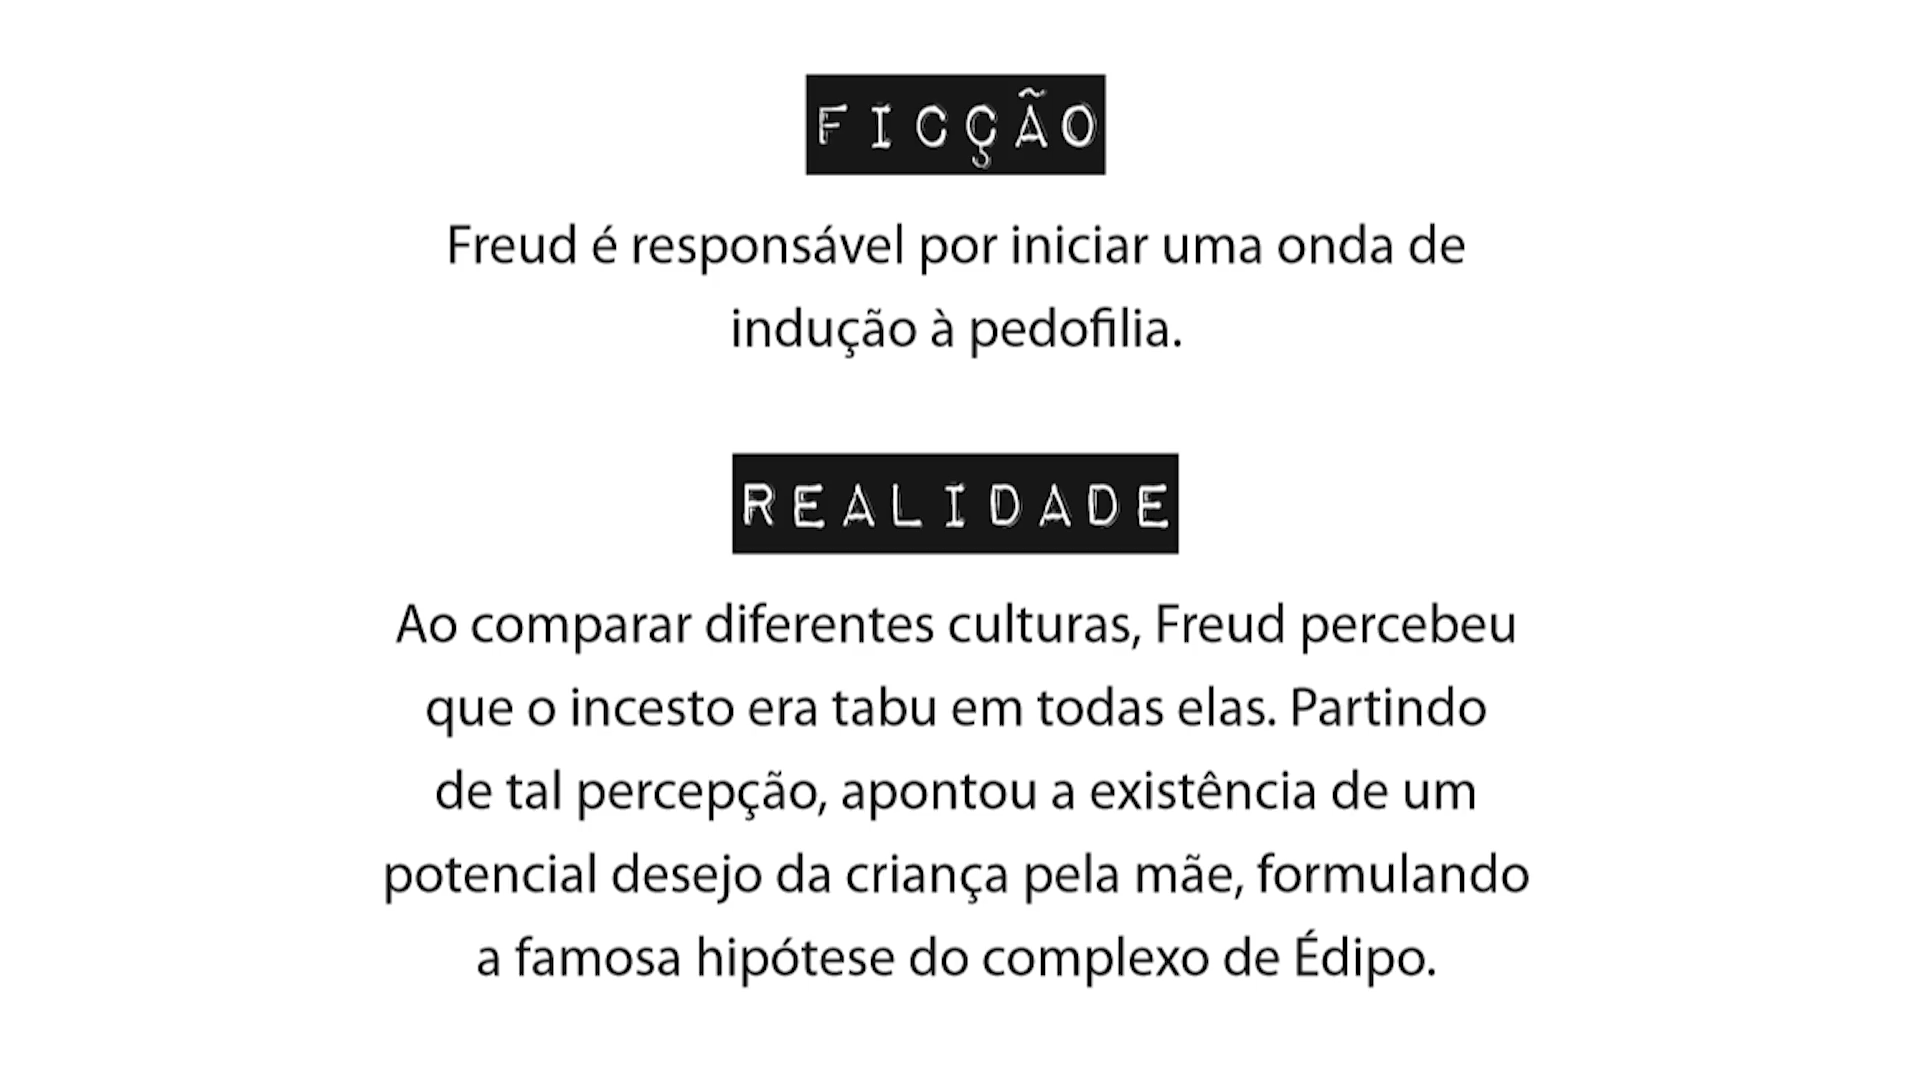 FICÇÃO
Freud é responsável por iniciar uma onda de
indução à pedofilia.
REALIDADE
Ao comparar diferentes culturas, Freud percebeu
que o incesto era tabu em todas elas. Partindo
de tal percepção, apontou a existência de um
potencial desejo da criança pela mãe, formulando
a famosa hipótese do complexo de Édipo.